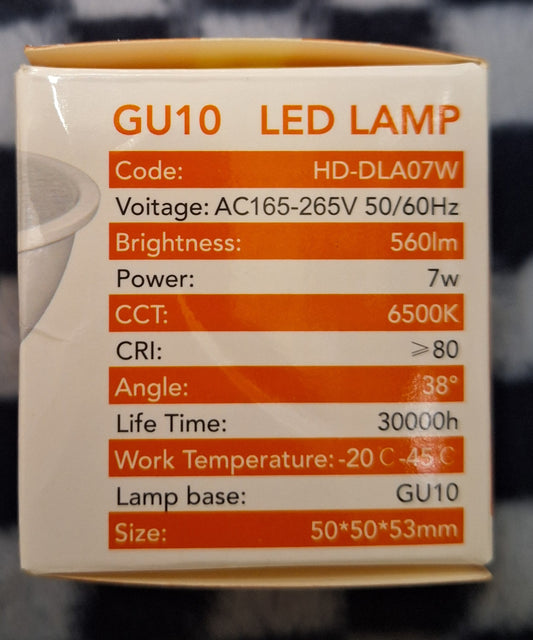 GU10 LED LAMP
Code: HD-DLA07W
Voitage: AC165-265V 50/60Hz
Brightness: 560lm
Power: 7w
CCT: 6500K
CRI: ⩾80
Angle: 38°
Life Time: 30000h
Work Temperature: -20℃-45℃
Lamp base: GU10
Size: 50*50*53mm